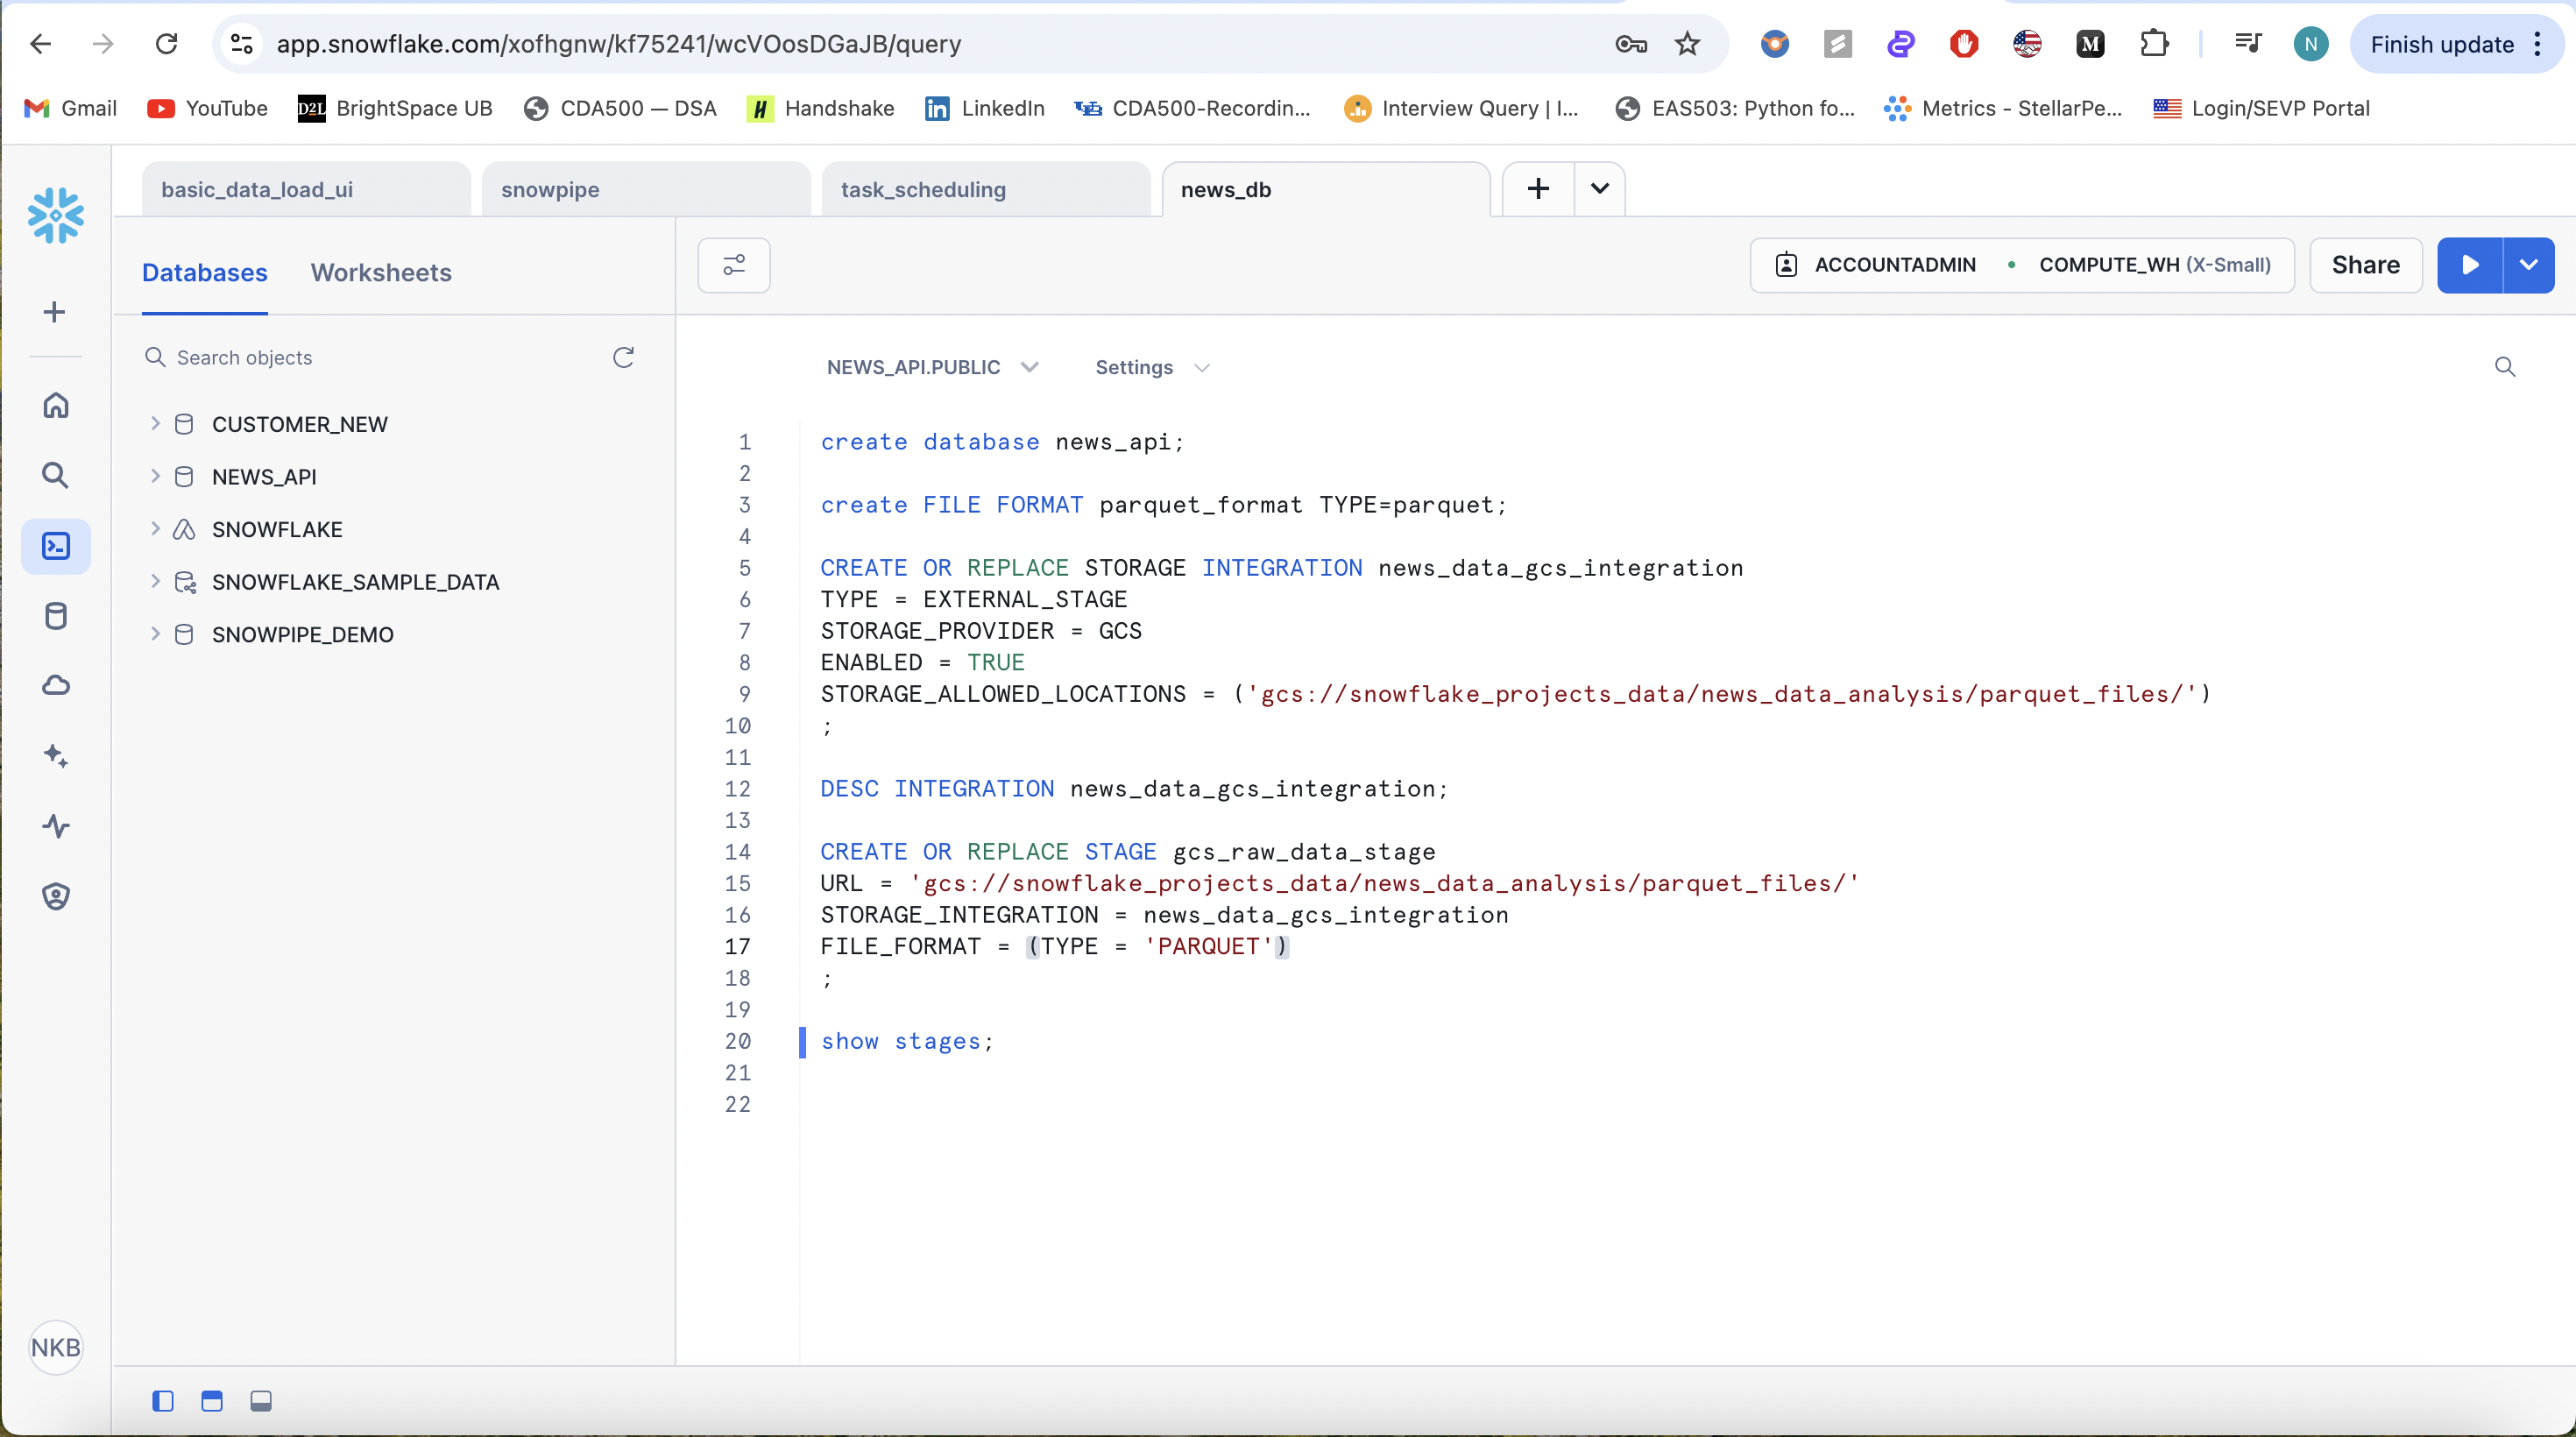 app.snowflake.com/xofhgnw/kf75241/wcVOosDGaJB/query
N
Finish update
Gmail
YouTube
D2L BrightSpace UB
CDA500 — DSA
Handshake
LinkedIn
CDA500-Recordin...
Interview Query | I...
EAS503: Python fo...
Metrics - StellarPe...
Login/SEVP Portal
basic_data_load_ui
snowpipe
task_scheduling
news_db
Databases
Worksheets
ACCOUNTADMIN
COMPUTE_WH (X-Small)
Share
Search objects
CUSTOMER_NEW
NEWS_API
SNOWFLAKE
SNOWFLAKE_SAMPLE_DATA
SNOWPIPE_DEMO
NEWS_API.PUBLIC
Settings
1 create database news_api;
2
3 create FILE FORMAT parquet_format TYPE=parquet;
4
5 CREATE OR REPLACE STORAGE INTEGRATION news_data_gcs_integration
6 TYPE = EXTERNAL_STAGE
7 STORAGE_PROVIDER = GCS
8 ENABLED = TRUE
9 STORAGE_ALLOWED_LOCATIONS = ('gcs://snowflake_projects_data/news_data_analysis/parquet_files/')
10 ;
11
12 DESC INTEGRATION news_data_gcs_integration;
13
14 CREATE OR REPLACE STAGE gcs_raw_data_stage
15 URL = 'gcs://snowflake_projects_data/news_data_analysis/parquet_files/'
16 STORAGE_INTEGRATION = news_data_gcs_integration
17 FILE_FORMAT = (TYPE = 'PARQUET')
18 ;
19
20 show stages;
21
22
NKB